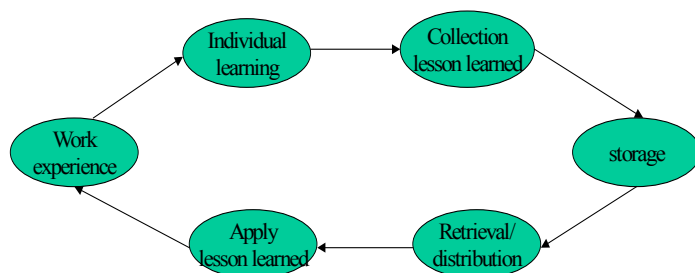 Individual
learning
Collection
lesson learned
Work
experience
storage
Apply
lesson learned
Retrieval/
distribution